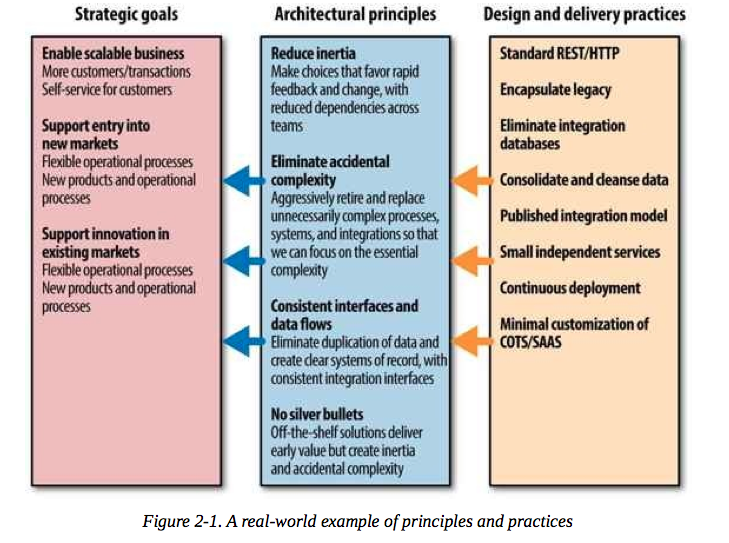 Strategic goals
Enable scalable business
More customers/transactions
Self-service for customers
Support entry into
new markets
Flexible operational processes
New products and operational
processes
Support innovation in
existing markets
Flexible operational processes
New products and operational
processes
Architectural principles
Reduce inertia
Make choices that favor rapid
feedback and change, with
reduced dependencies across
teams
Eliminate accidental
complexity
Aggressively retire and replace
unnecessarily complex processes,
systems, and integrations so that
we can focus on the essential
complexity
Consistent interfaces and
data flows
Eliminate duplication of data and
create clear systems of record, with
consistent integration interfaces
No silver bullets
Off-the-shelf solutions deliver
early value but create inertia
and accidental complexity
Design and delivery practices
Standard REST/HTTP
Encapsulate legacy
Eliminate integration
databases
Consolidate and cleanse data
Published integration model
Small independent services
Continuous deployment
Minimal customization of
COTS/SAAS
Figure 2-1. A real-world example of principles and practices